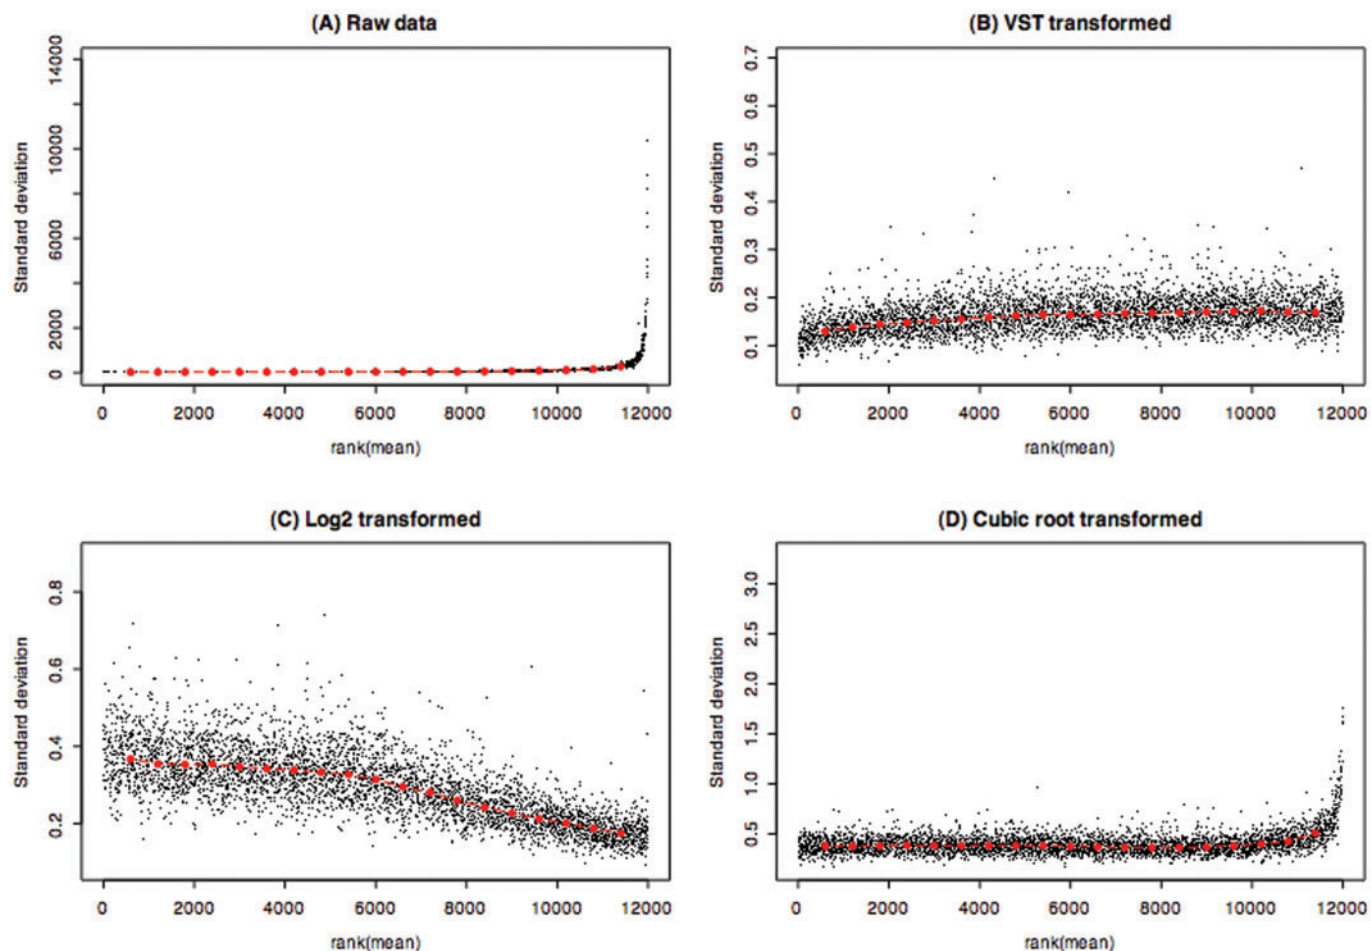 (A) Raw data
Standard deviation
0 2000 6000 10000 14000
0 2000 4000 6000 8000 10000 12000
rank(mean)
(B) VST transformed
Standard deviation
0.1 0.2 0.3 0.4 0.5 0.6 0.7
0 2000 4000 6000 8000 10000 12000
rank(mean)
(C) Log2 transformed
Standard deviation
0.2 0.4 0.6 0.8
0 2000 4000 6000 8000 10000 12000
rank(mean)
(D) Cubic root transformed
Standard deviation
0.5 1.0 1.5 2.0 2.5 3.0
0 2000 4000 6000 8000 10000 12000
rank(mean)